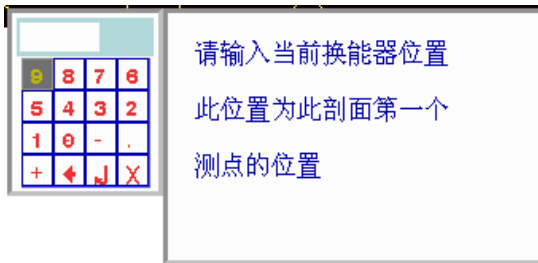 9 8 7 6
5 4 3 2
1 0 - .
+ X
请输入当前换能器位置
此位置为此剖面第一个
测点的位置